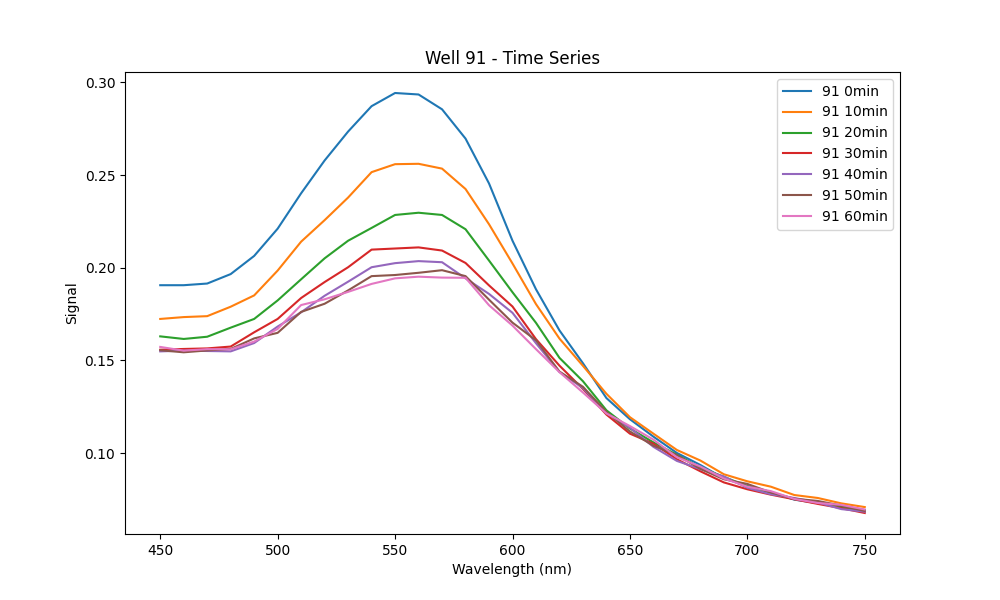 Well 91 - Time Series
Signal
0.30
0.25
0.20
0.15
0.10
450 500 550 600 650 700 750
Wavelength (nm)
91 0min
91 10min
91 20min
91 30min
91 40min
91 50min
91 60min